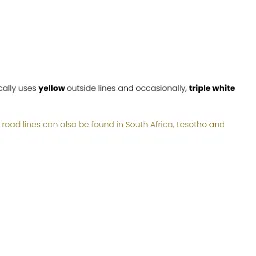 cally uses yellow outside lines and occasionally, triple white
road lines can also be found in South Africa, Lesotho and